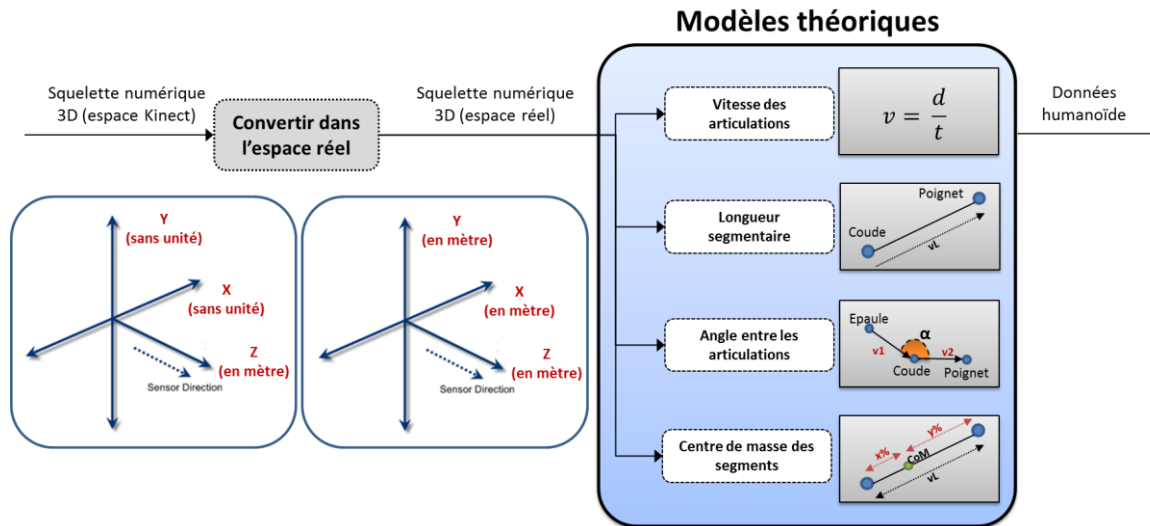 Modèles théoriques
Squelette numérique
3D (espace Kinect)
Convertir dans
l'espace réel
Squelette numérique
3D (espace réel)
Données
humanoïde
Vitesse des
articulations
v = d/t
Longueur
segmentaire
Poignet
Coude
vL
Angle entre les
articulations
Epaule
α
v1
v2
Coude
Poignet
Centre de masse des
segments
x%
y%
CoM
vL
Y
(sans unité)
X
(sans unité)
Z
(en mètre)
Sensor Direction
Y
(en mètre)
X
(en mètre)
Z
(en mètre)
Sensor Direction